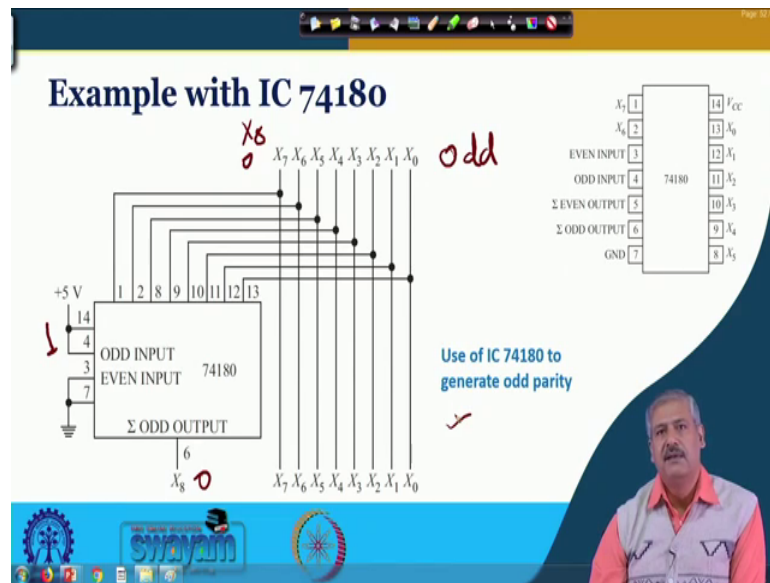 Page 52
Example with IC 74180
X8
0
X7 X6 X5 X4 X3 X2 X1 X0
Odd
+5 V
1 2 8 9 10 11 12 13
14
1
4
ODD INPUT
3
EVEN INPUT
74180
7
Σ ODD OUTPUT
6
X8 0
X7 X6 X5 X4 X3 X2 X1 X0
Use of IC 74180 to
generate odd parity
X7 1 14 VCC
X6 2 13 X0
EVEN INPUT 3 12 X1
ODD INPUT 4 74180 11 X2
Σ EVEN OUTPUT 5 10 X3
Σ ODD OUTPUT 6 9 X4
GND 7 8 X5
swayam